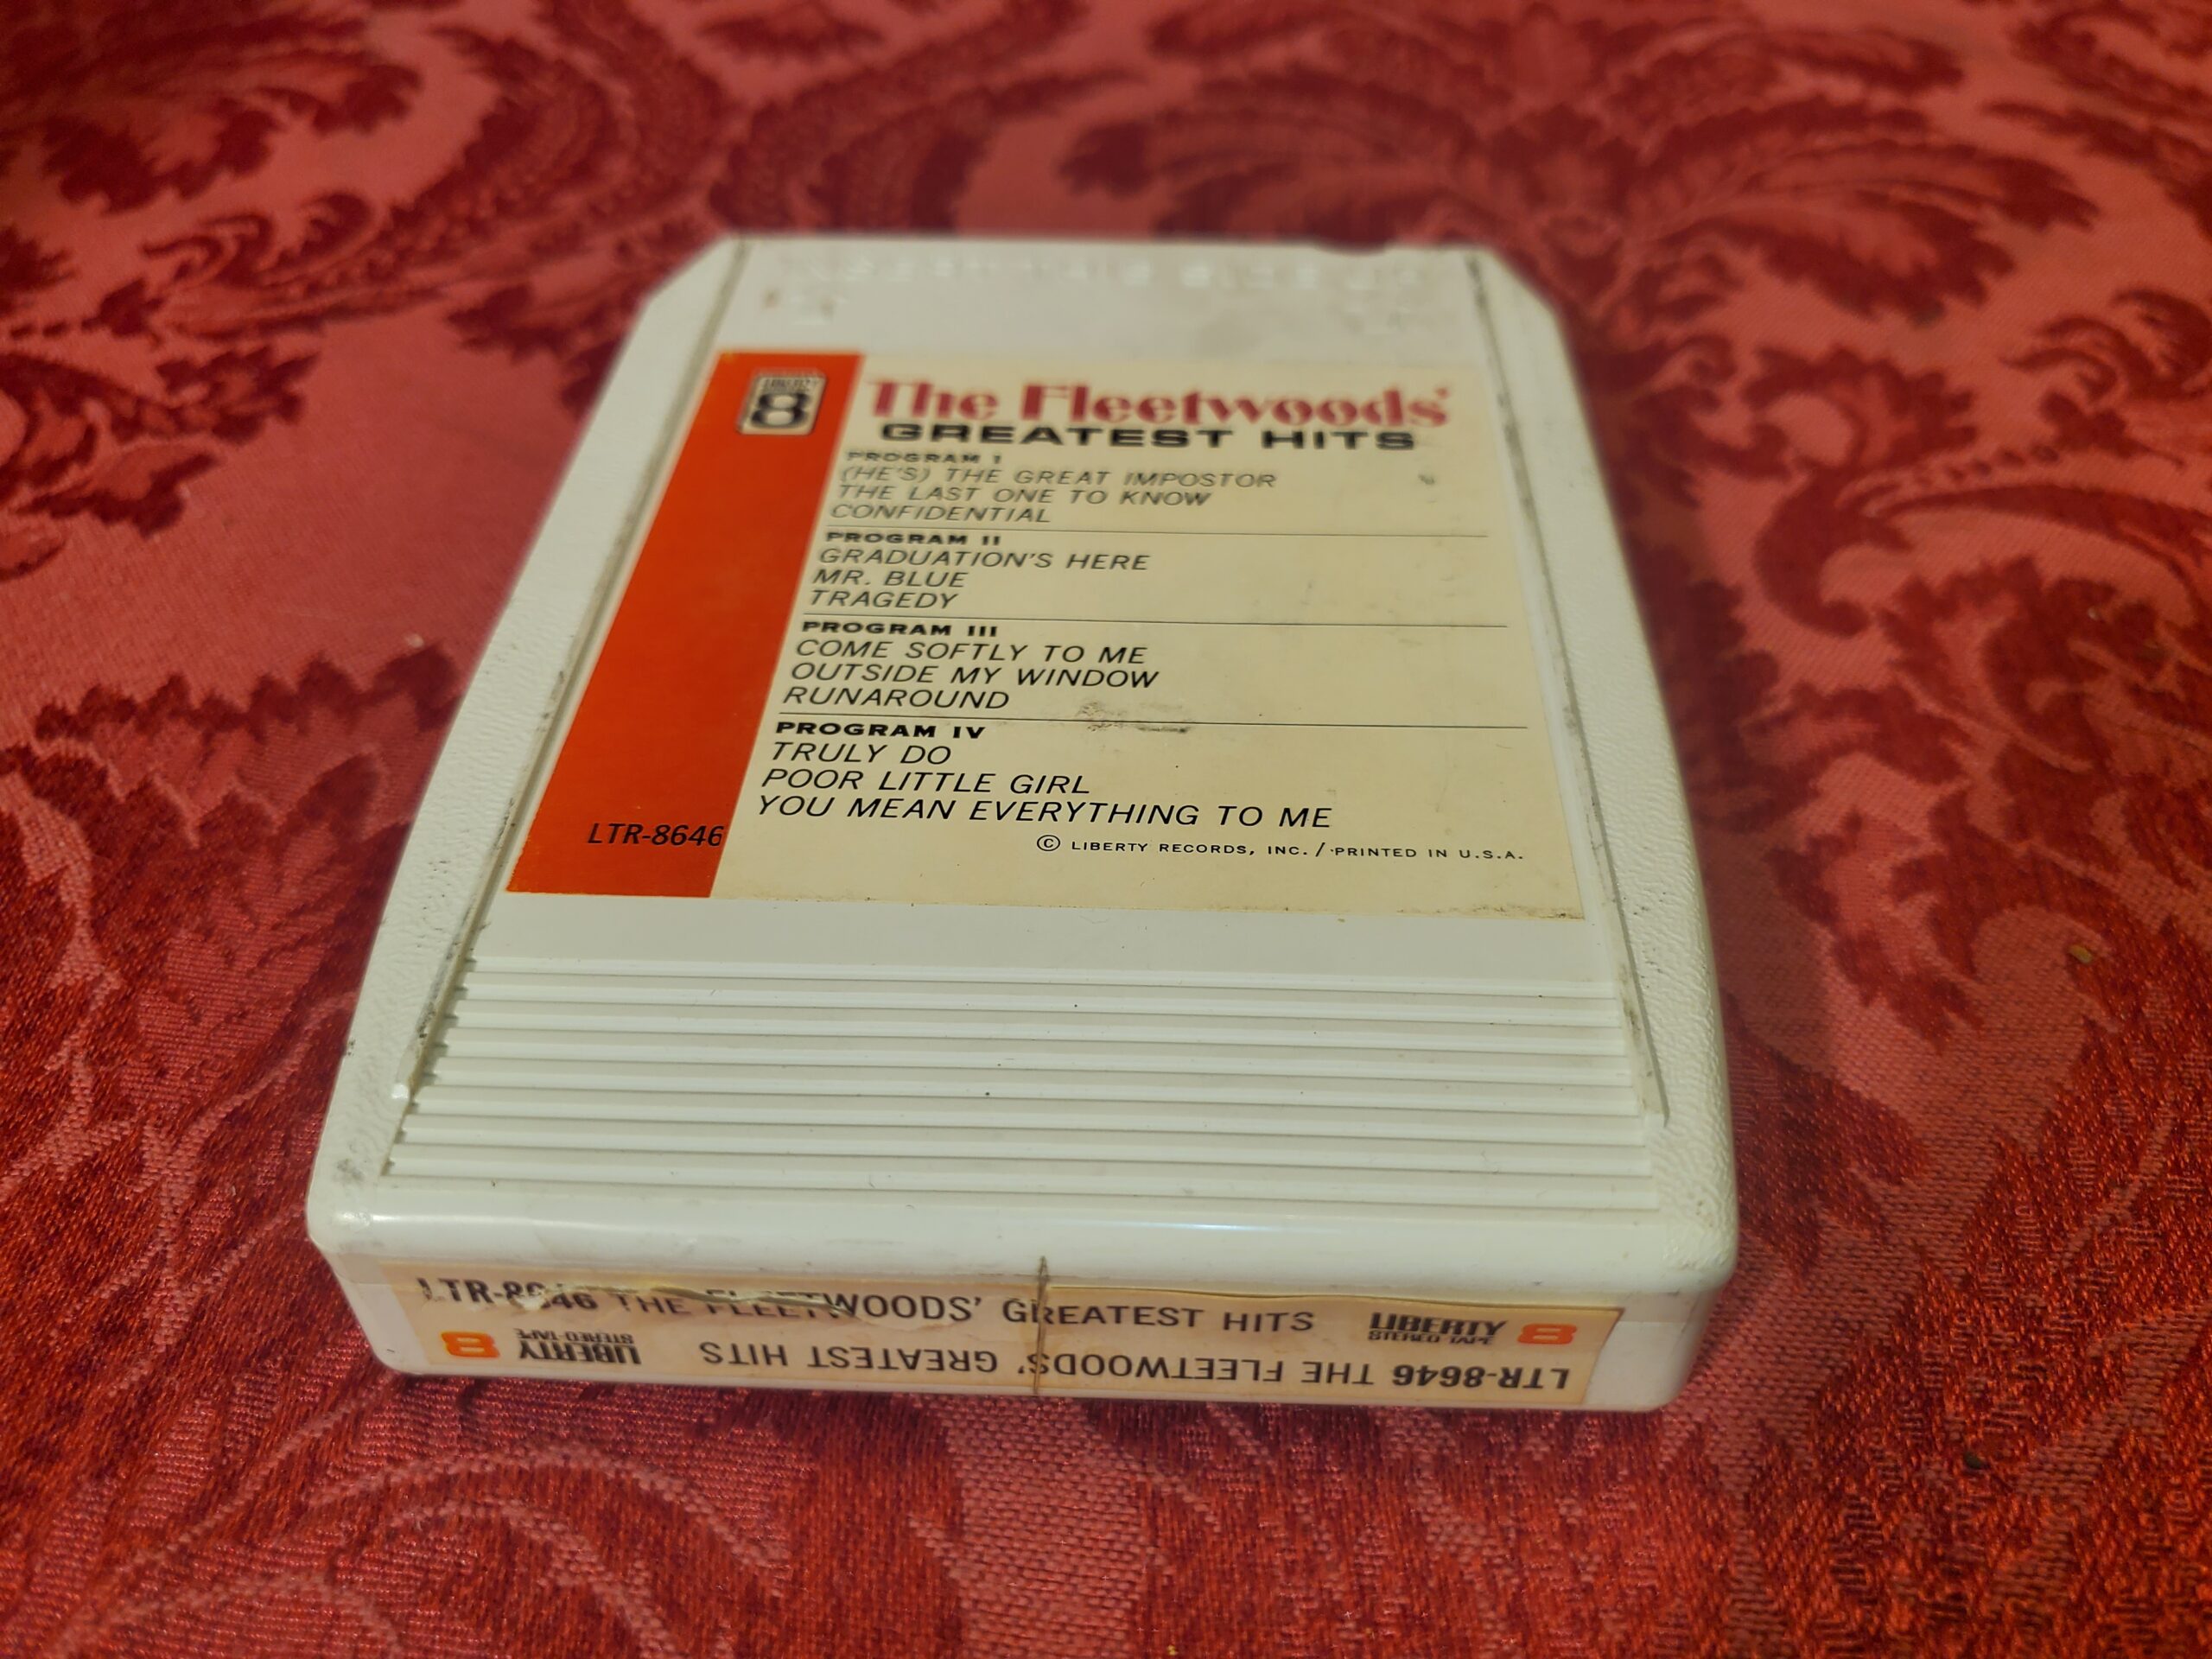 LIBERTY
8
The Fleetwoods'
GREATEST HITS
PROGRAM I
(HE'S) THE GREAT IMPOSTOR
THE LAST ONE TO KNOW
CONFIDENTIAL
PROGRAM II
GRADUATION'S HERE
MR. BLUE
TRAGEDY
PROGRAM III
COME SOFTLY TO ME
OUTSIDE MY WINDOW
RUNAROUND
PROGRAM IV
TRULY DO
POOR LITTLE GIRL
YOU MEAN EVERYTHING TO ME
LTR-8646
© LIBERTY RECORDS, INC. / PRINTED IN U.S.A.
LTR-8646 THE FLEETWOODS' GREATEST HITS LIBERTY 8
STEREO TAPE
LTR-8646 THE FLEETWOODS' GREATEST HITS LIBERTY 8
STEREO-TAPE